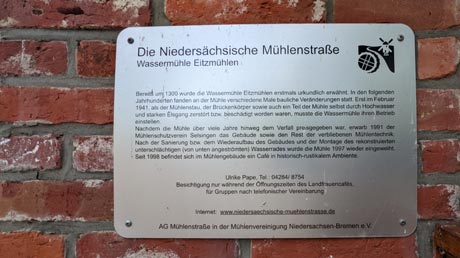 Die Niedersächsische Mühlenstraße
Wassermühle Eitzmühlen
Bereits um 1300 wurde die Wassermühle Eitzmühlen erstmals urkundlich erwähnt. In den folgenden
Jahrhunderten fanden an der Mühle verschiedene Male bauliche Veränderungen statt. Erst im Februar
1941, als der Mühlenstau, der Brückenkörper sowie auch ein Teil der Mühle selbst durch Hochwasser
und starken Eisgang zerstört bzw. beschädigt worden waren, musste die Wassermühle ihren Betrieb
einstellen.
Nachdem die Mühle über viele Jahre hinweg dem Verfall preisgegeben war, erwarb 1991 der
Mühlenschutzverein Selsingen das Gebäude sowie den Rest der verbliebenen Mühlentechnik.
Nach der Sanierung bzw. dem Wiederaufbau des Gebäudes und der Montage des rekonstruierten
unterschlächtigen (von unten angeströmten) Wasserrades wurde die Mühle 1997 wieder eingeweiht.
Seit 1998 befindet sich im Mühlengebäude ein Café in historisch-rustikalem Ambiente.
Ulrike Pape, Tel.: 04284/ 8754
Besichtigung nur während der Öffnungszeiten des Landfrauencafés,
für Gruppen nach telefonischer Vereinbarung
Internet: www.niedersaechsische-muehlenstrasse.de
AG Mühlenstraße in der Mühlenvereinigung Niedersachsen-Bremen e.V.